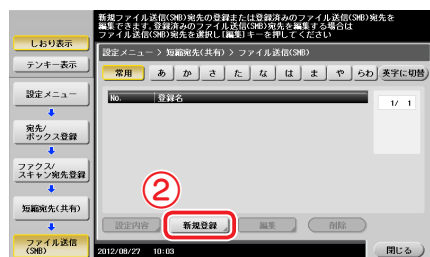 新規ファイル送信(SMB)宛先の登録または登録済みのファイル送信(SMB)宛先を
編集できます。登録済みのファイル送信(SMB)宛先を編集する場合は
ファイル送信(SMB)宛先を選択し[編集]キーを押してください
しおり表示
テンキー表示
設定メニュー
宛先/
ボックス登録
ファクス/
スキャン宛先登録
短縮宛先(共有)
ファイル送信
(SMB)
設定メニュー > 短縮宛先(共有) > ファイル送信(SMB)
常用 あ か さ た な は ま や らわ 英字に切替
No. 登録名
1/ 1
②
設定内容 新規登録 編集 削除
2012/08/27 10:03 閉じる